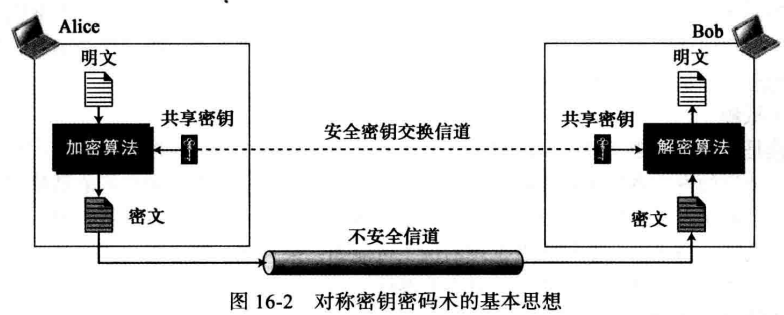 Alice
Bob
明文
明文
共享密钥
安全密钥交换信道
共享密钥
加密算法
解密算法
密文
密文
不安全信道
图 16-2 对称密钥密码术的基本思想